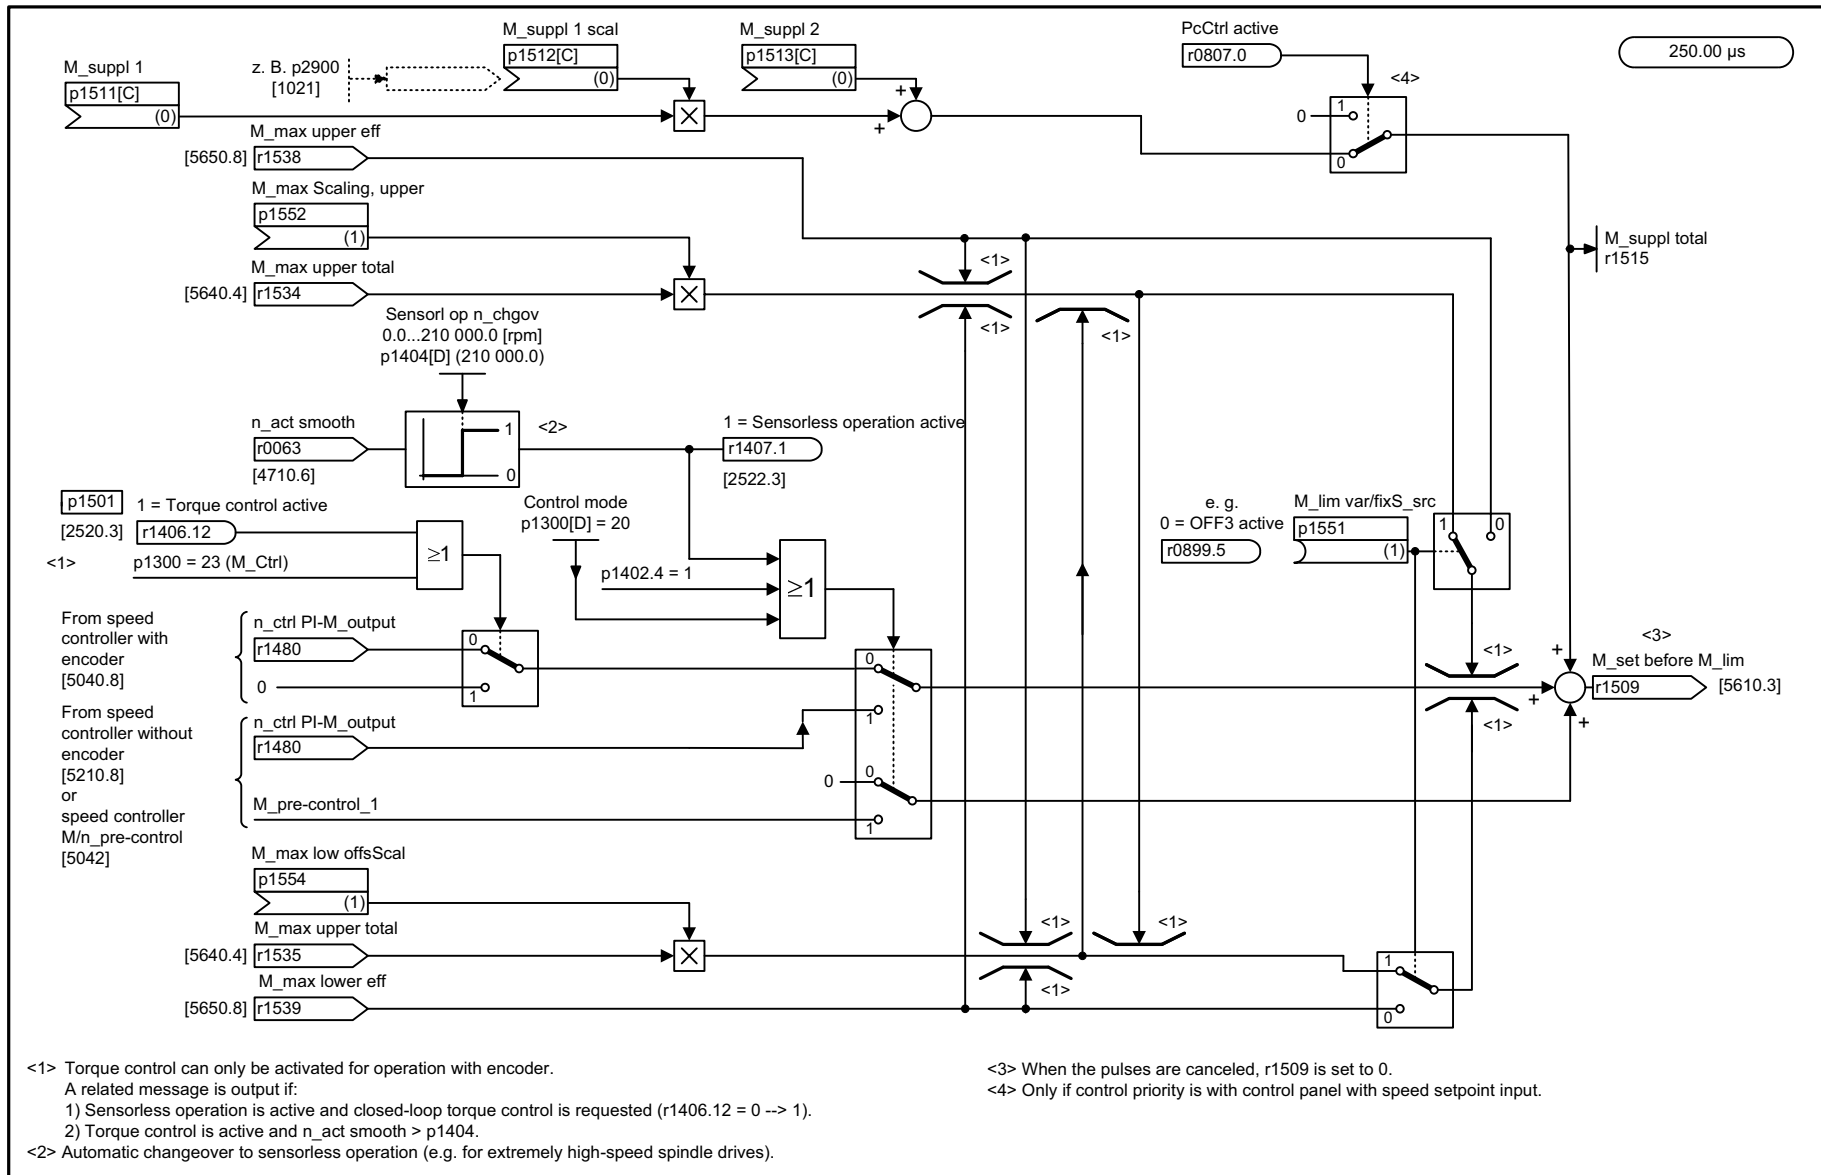 M_suppl 1
p1511[C]
(0)
z. B. p2900
[1021]
M_suppl 1 scal
p1512[C]
(0)
M_suppl 2
p1513[C]
(0)
+
+
PcCtrl active
r0807.0
<4>
0
1
0
250.00 µs
M_max upper eff
[5650.8]
r1538
M_max Scaling, upper
p1552
(1)
M_max upper total
[5640.4]
r1534
<1>
<1>
<1>
M_suppl total
r1515
Sensorl op n_chgov
0.0...210 000.0 [rpm]
p1404[D] (210 000.0)
n_act smooth
r0063
[4710.6]
1
0
<2>
1 = Sensorless operation active
r1407.1
[2522.3]
p1501
[2520.3]
1 = Torque control active
r1406.12
<1>
p1300 = 23 (M_Ctrl)
≥1
Control mode
p1300[D] = 20
p1402.4 = 1
≥1
e. g.
0 = OFF3 active
r0899.5
M_lim var/fixS_src
p1551
(1)
1
0
From speed
controller with
encoder
[5040.8]
n_ctrl PI-M_output
r1480
0
0
1
From speed
controller without
encoder
[5210.8]
or
speed controller
M/n_pre-control
[5042]
n_ctrl PI-M_output
r1480
M_pre-control_1
0
1
0
0
1
<1>
<1>
+
+
+
<3>
M_set before M_lim
r1509
[5610.3]
M_max low offsScal
p1554
(1)
M_max upper total
[5640.4]
r1535
M_max lower eff
[5650.8]
r1539
<1>
<1>
<1>
1
0
<1> Torque control can only be activated for operation with encoder.
A related message is output if:
1) Sensorless operation is active and closed-loop torque control is requested (r1406.12 = 0 --> 1).
2) Torque control is active and n_act smooth > p1404.
<2> Automatic changeover to sensorless operation (e.g. for extremely high-speed spindle drives).
<3> When the pulses are canceled, r1509 is set to 0.
<4> Only if control priority is with control panel with speed setpoint input.